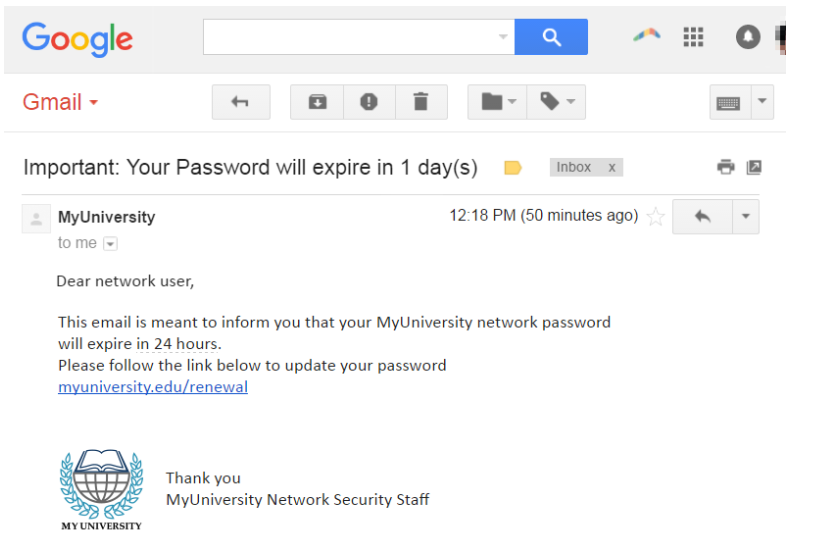 Google
Gmail
Important: Your Password will expire in 1 day(s)
Inbox x
MyUniversity
12:18 PM (50 minutes ago)
to me
Dear network user,
This email is meant to inform you that your MyUniversity network password
will expire in 24 hours.
Please follow the link below to update your password
myuniversity.edu/renewal
Thank you
MyUniversity Network Security Staff
MY UNIVERSITY